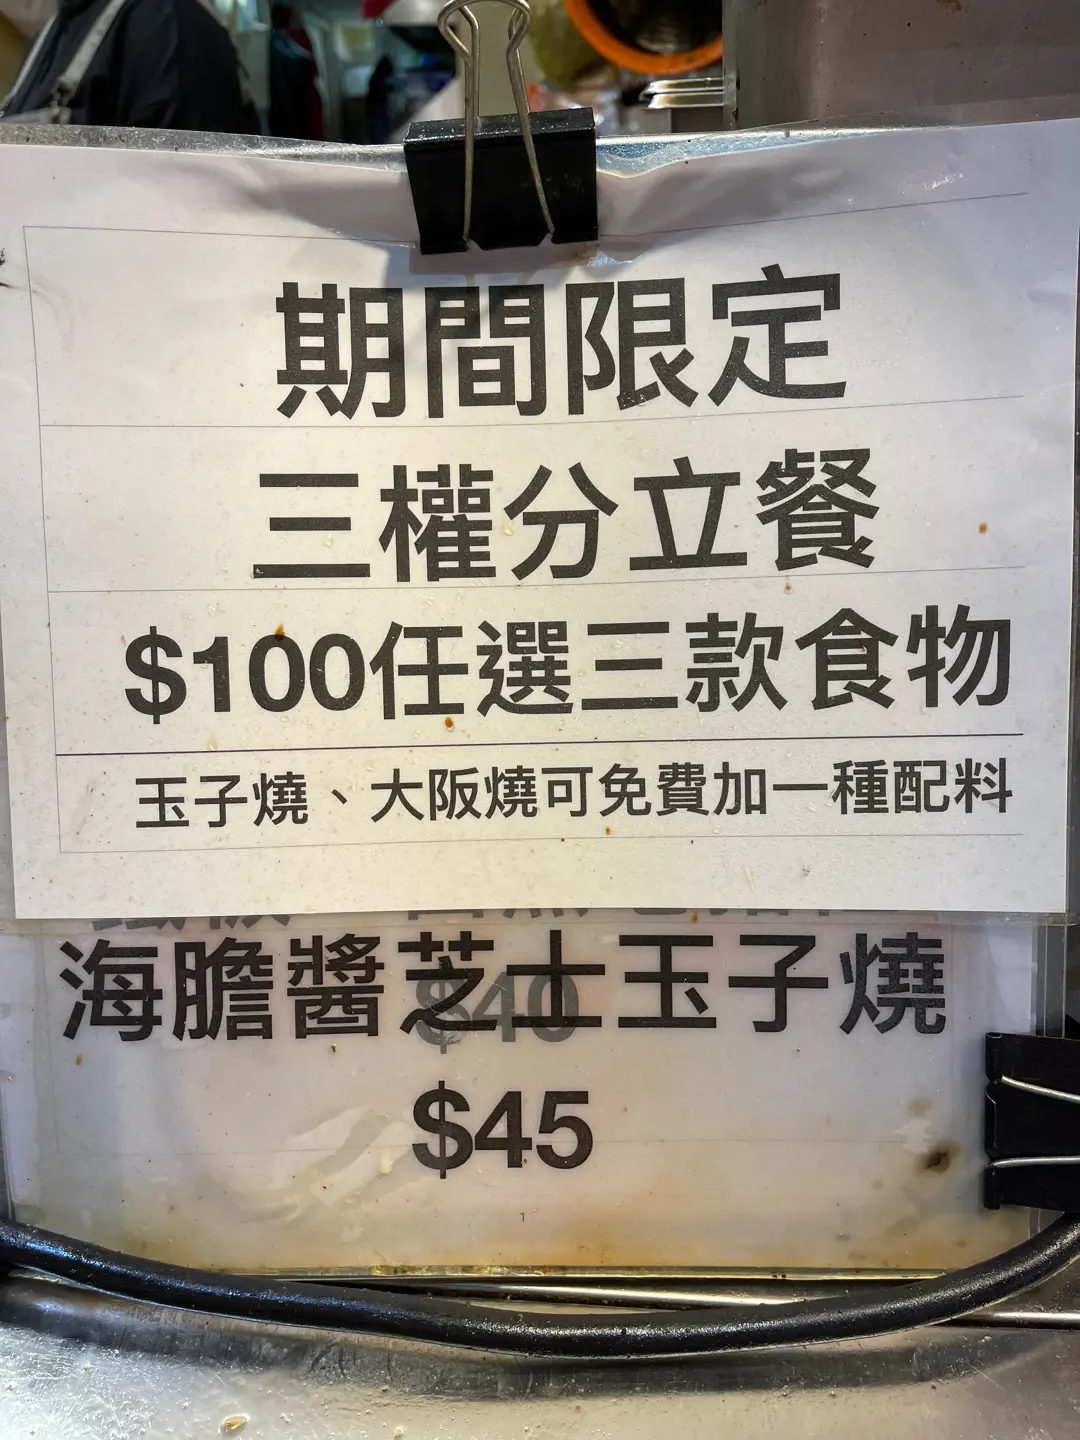 期間限定
三權分立餐
$100任選三款食物
玉子燒、大阪燒可免費加一種配料
海膽醬芝士玉子燒
$40
$45
1